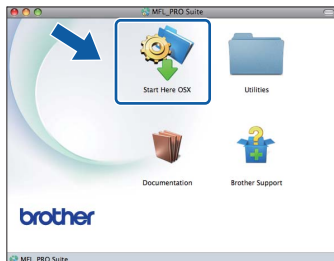 MFL_PRO Suite
Start Here OSX
Utilities
Documentation
Brother Support
brother
MFL_PRO Suite